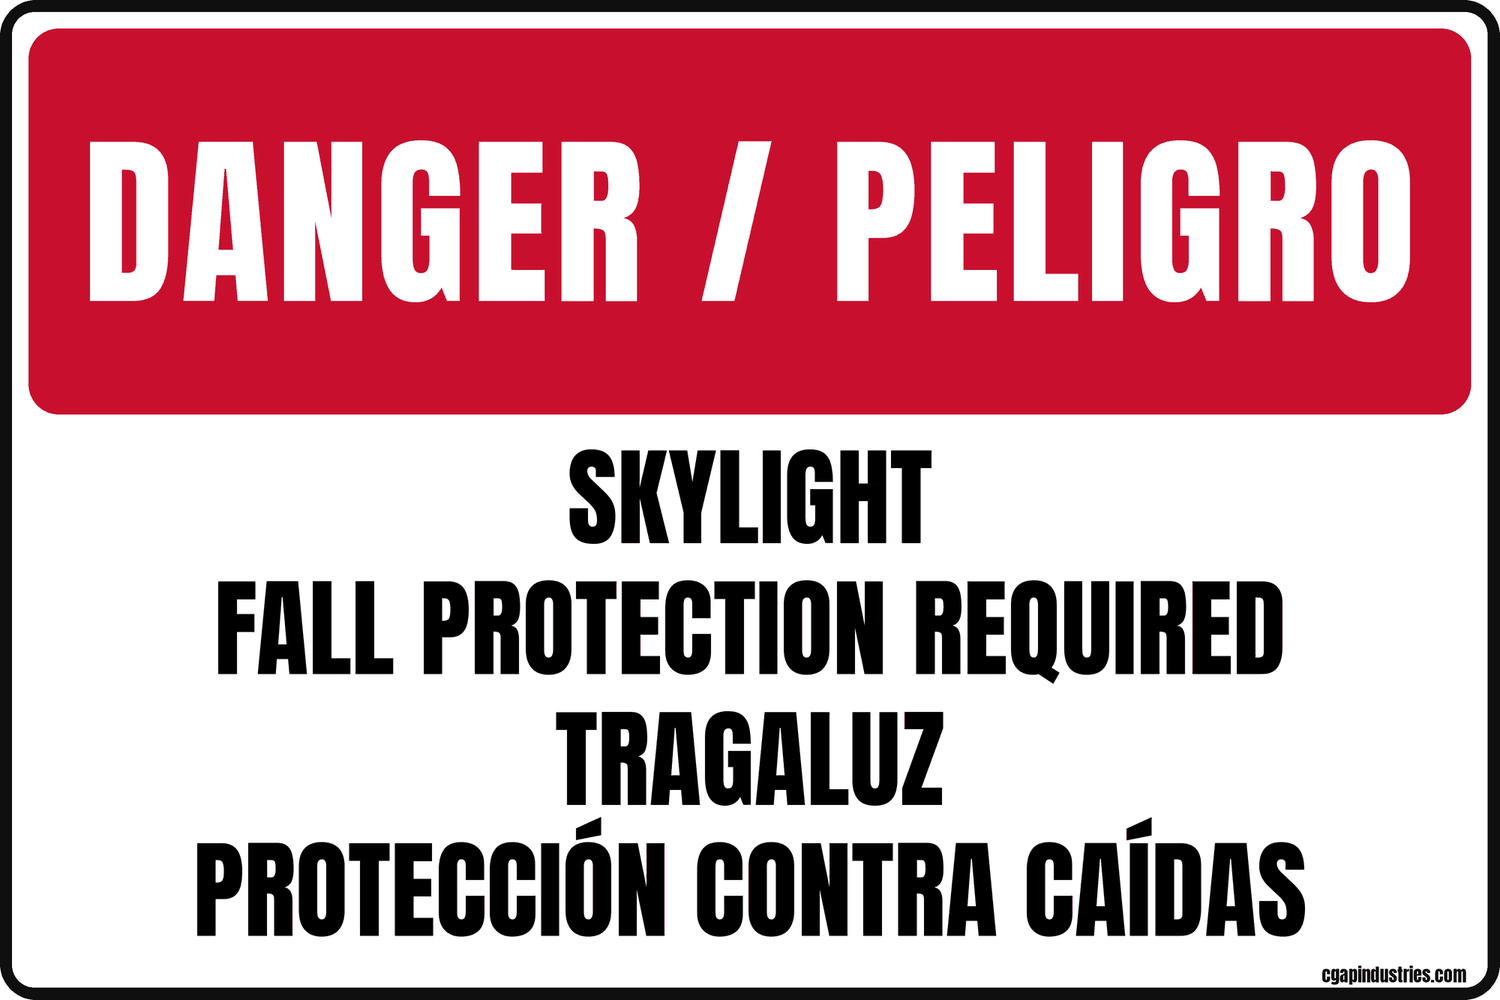 DANGER / PELIGRO
SKYLIGHT
FALL PROTECTION REQUIRED
TRAGALUZ
PROTECCIÓN CONTRA CAÍDAS
cgapindustries.com